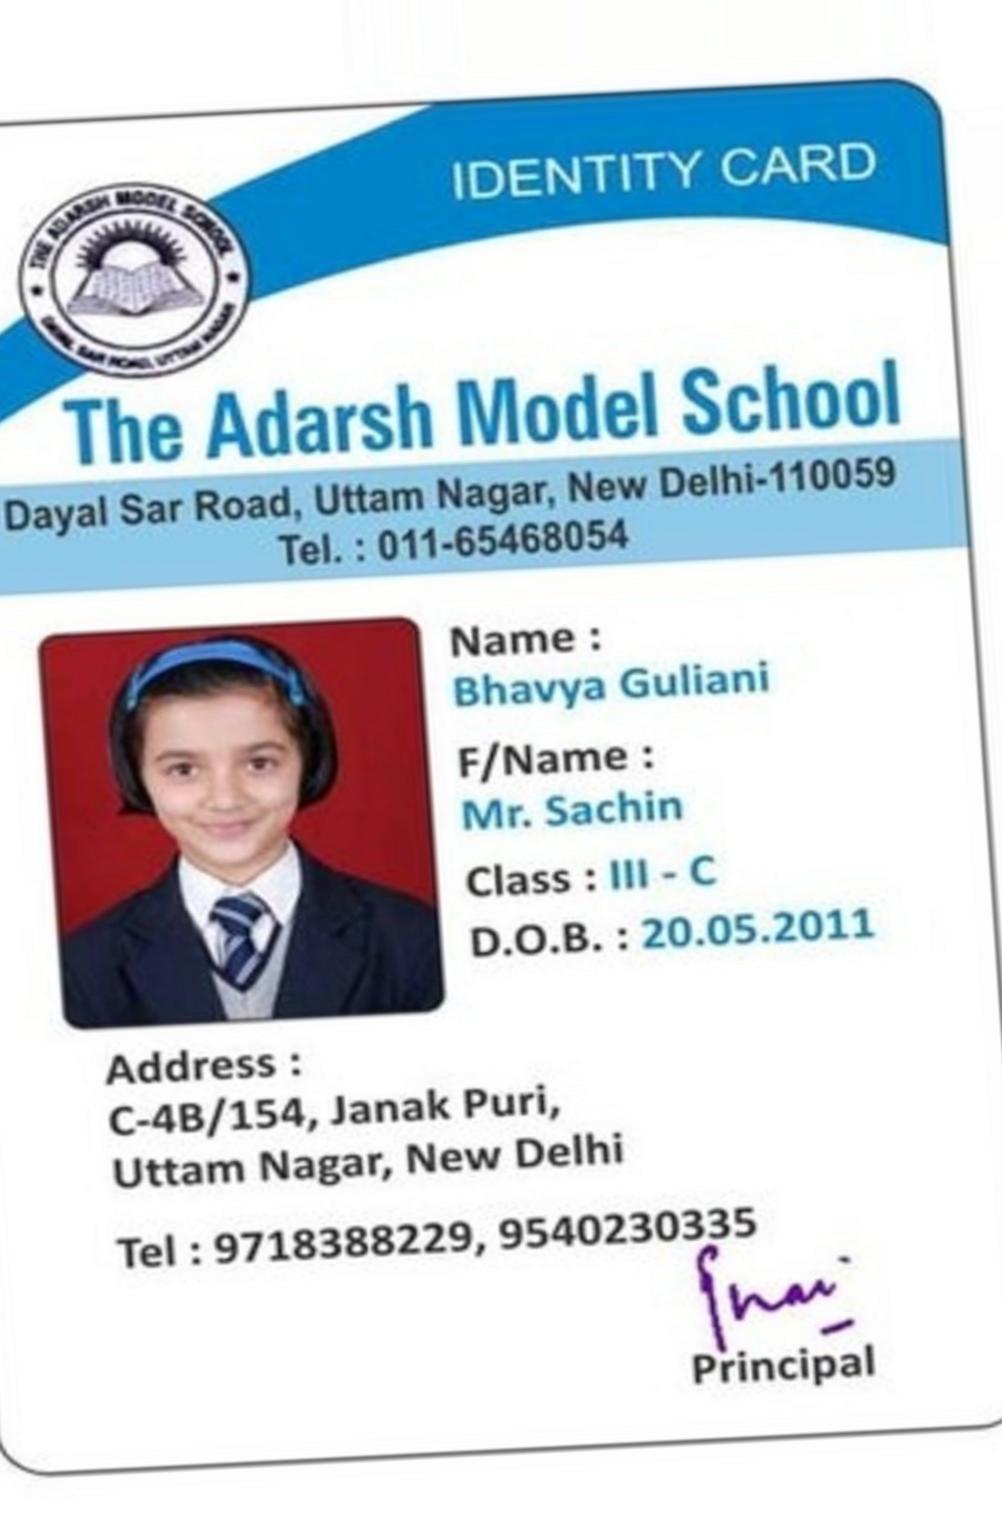 IDENTITY CARD
THE ADARSH MODEL SCHOOL
DAYAL SAR ROAD, UTTAM NAGAR
The Adarsh Model School
Dayal Sar Road, Uttam Nagar, New Delhi-110059
Tel. : 011-65468054
Name :
Bhavya Guliani
F/Name :
Mr. Sachin
Class : III - C
D.O.B. : 20.05.2011
Address :
C-4B/154, Janak Puri,
Uttam Nagar, New Delhi
Tel : 9718388229, 9540230335
Principal